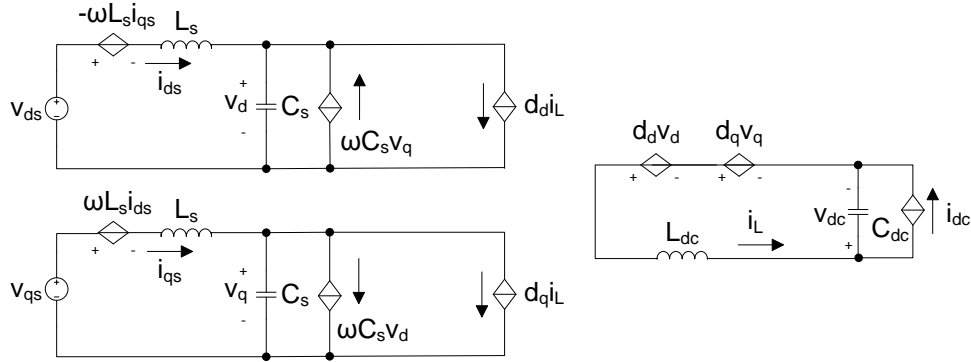 -ωLsiqs
Ls
+ -
ids
vds
+
-
+
vd
-
Cs
ωCsvq
ddiL
ωLsids
Ls
+ -
iqs
vqs
+
-
+
vq
-
Cs
ωCsvd
dqiL
ddvd
dqvq
+ - + -
Ldc
iL
-
vdc
+
Cdc
idc